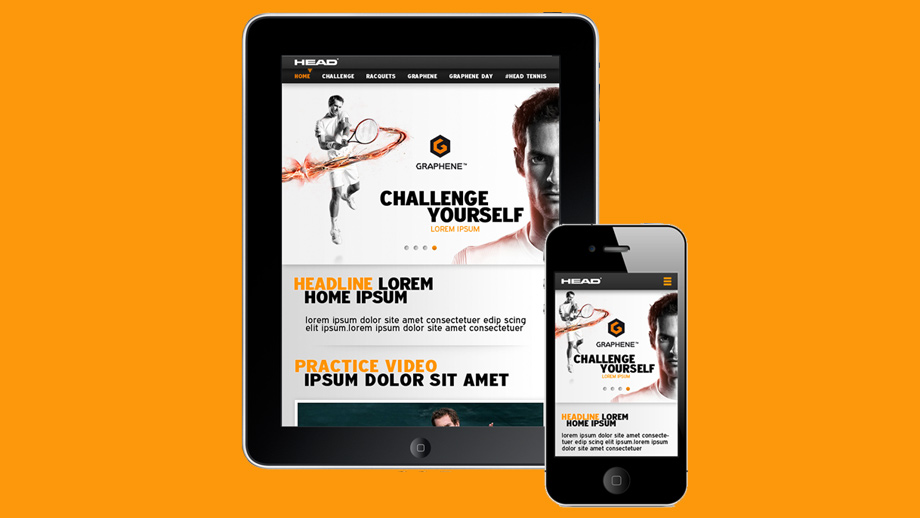 HEAD
HOME CHALLENGE RACQUETS GRAPHENE GRAPHENE DAY #HEAD TENNIS
G
GRAPHENE™
CHALLENGE
YOURSELF
LOREM IPSUM
HEADLINE LOREM
HOME IPSUM
lorem ipsum dolor site amet consectetuer edip scing
elit ipsum.lorem ipsum dolor amet consectetuer
PRACTICE VIDEO
IPSUM DOLOR SIT AMET
HEAD
G
GRAPHENE™
CHALLENGE
YOURSELF
LOREM IPSUM
HEADLINE LOREM
HOME IPSUM
lorem ipsum dolor site amet consecte-
tuer edip scing elit ipsum.lorem ipsum
dolor amet consectetuer